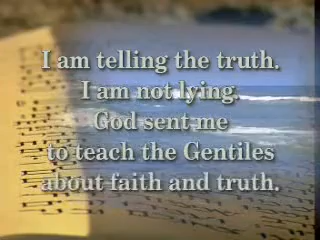 I am telling the truth.
I am not lying.
God sent me
to teach the Gentiles
about faith and truth.